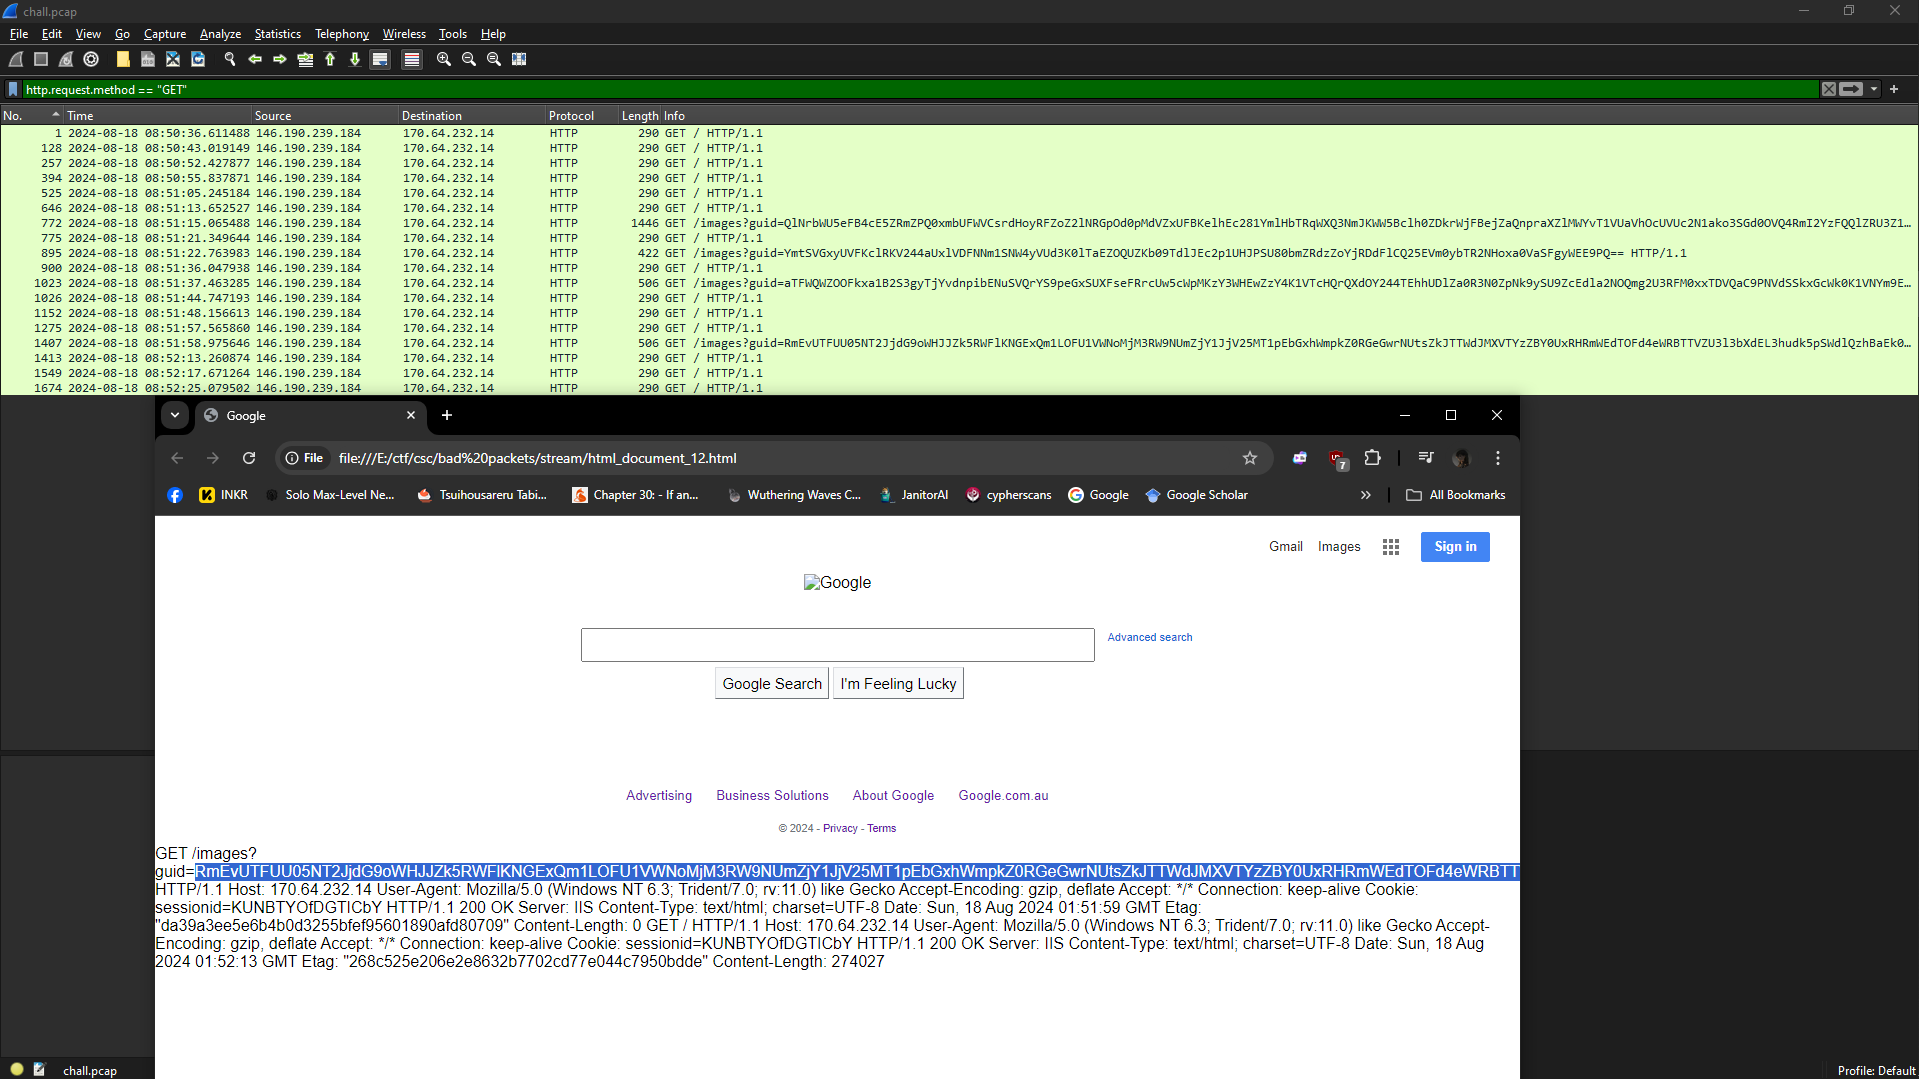 chall.pcap
File Edit View Go Capture Analyze Statistics Telephony Wireless Tools Help
http.request.method == "GET"
No. Time Source Destination Protocol Length Info
1 2024-08-18 08:50:36.611488 146.190.239.184 170.64.232.14 HTTP 290 GET / HTTP/1.1
128 2024-08-18 08:50:43.019149 146.190.239.184 170.64.232.14 HTTP 290 GET / HTTP/1.1
257 2024-08-18 08:50:52.427877 146.190.239.184 170.64.232.14 HTTP 290 GET / HTTP/1.1
394 2024-08-18 08:50:55.837871 146.190.239.184 170.64.232.14 HTTP 290 GET / HTTP/1.1
525 2024-08-18 08:51:05.245184 146.190.239.184 170.64.232.14 HTTP 290 GET / HTTP/1.1
646 2024-08-18 08:51:13.652527 146.190.239.184 170.64.232.14 HTTP 290 GET / HTTP/1.1
772 2024-08-18 08:51:15.065488 146.190.239.184 170.64.232.14 HTTP 1446 GET
775 2024-08-18 08:51:21.349644 146.190.239.184 170.64.232.14 HTTP 290 GET / HTTP/1.1
895 2024-08-18 08:51:22.763983 146.190.239.184 170.64.232.14 HTTP 422 GET HTTP/1.1
900 2024-08-18 08:51:36.047938 146.190.239.184 170.64.232.14 HTTP 290 GET / HTTP/1.1
1023 2024-08-18 08:51:37.463285 146.190.239.184 170.64.232.14 HTTP 506 GET
1026 2024-08-18 08:51:44.747193 146.190.239.184 170.64.232.14 HTTP 290 GET / HTTP/1.1
1152 2024-08-18 08:51:48.156613 146.190.239.184 170.64.232.14 HTTP 290 GET / HTTP/1.1
1275 2024-08-18 08:51:57.565860 146.190.239.184 170.64.232.14 HTTP 290 GET / HTTP/1.1
1407 2024-08-18 08:51:58.975646 146.190.239.184 170.64.232.14 HTTP 506 GET
1413 2024-08-18 08:52:13.260874 146.190.239.184 170.64.232.14 HTTP 290 GET / HTTP/1.1
1549 2024-08-18 08:52:17.671264 146.190.239.184 170.64.232.14 HTTP 290 GET / HTTP/1.1
1674 2024-08-18 08:52:25.079502 146.190.239.184 170.64.232.14 HTTP 290 GET / HTTP/1.1
Google
File file:///E:/ctf/csc/bad%20packets/stream/html_document_12.html
7
INKR Solo Max-Level Ne... Tsuihousareru Tabi... Chapter 30: - If an... Wuthering Waves C... JanitorAI cypherscans Google Google Scholar » All Bookmarks
Gmail Images Sign in
Google
Advanced search
Google Search I'm Feeling Lucky
Advertising Business Solutions About Google Google.com.au
© 2024 - Privacy - Terms
GET /images?
HTTP/1.1 Host: 170.64.232.14 User-Agent: Mozilla/5.0 (Windows NT 6.3; Trident/7.0; rv:11.0) like Gecko Accept-Encoding: gzip, deflate Accept: */* Connection: keep-alive Cookie:
sessionid=KUNBTYOfDGTICbY HTTP/1.1 200 OK Server: IIS Content-Type: text/html; charset=UTF-8 Date: Sun, 18 Aug 2024 01:51:59 GMT Etag:
"da39a3ee5e6b4b0d3255bfef95601890afd80709" Content-Length: 0 GET / HTTP/1.1 Host: 170.64.232.14 User-Agent: Mozilla/5.0 (Windows NT 6.3; Trident/7.0; rv:11.0) like Gecko Accept-
Encoding: gzip, deflate Accept: */* Connection: keep-alive Cookie: sessionid=KUNBTYOfDGTICbY HTTP/1.1 200 OK Server: IIS Content-Type: text/html; charset=UTF-8 Date: Sun, 18 Aug
2024 01:52:13 GMT Etag: "268c525e206e2e8632b7702cd77e044c7950bdde" Content-Length: 274027
chall.pcap
Profile: Default